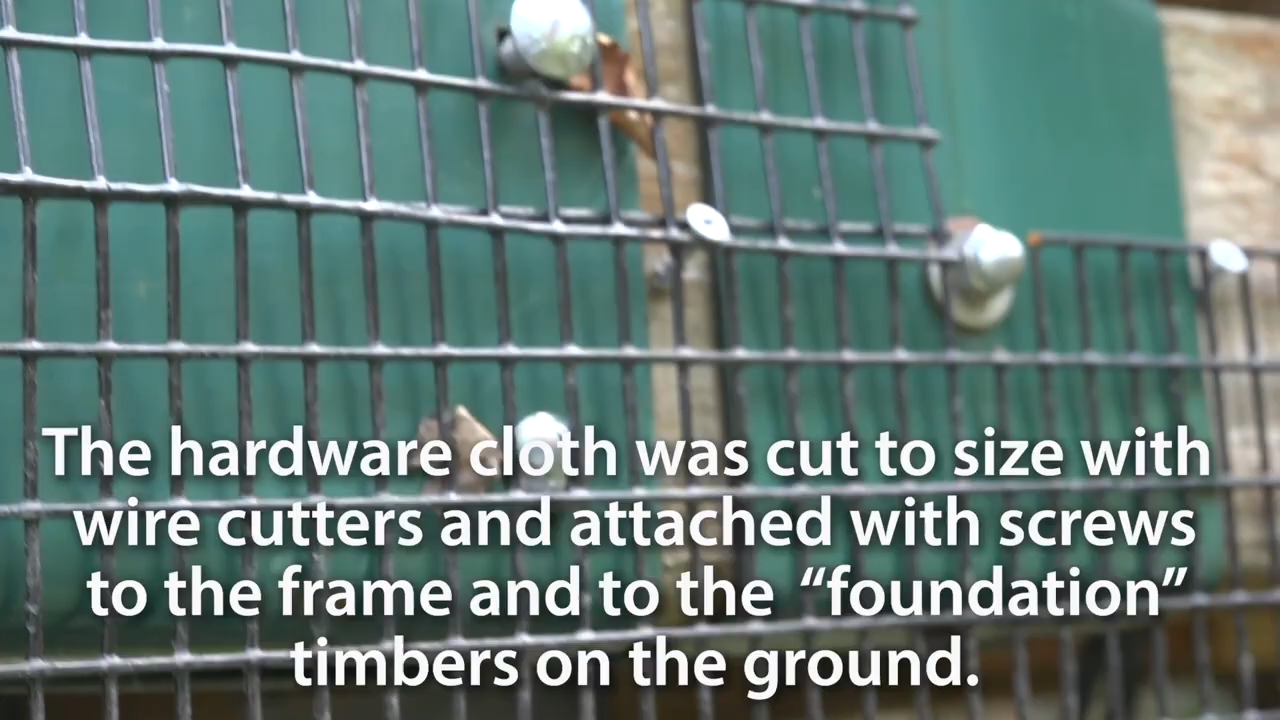 The hardware cloth was cut to size with
wire cutters and attached with screws
to the frame and to the “foundation”
timbers on the ground.